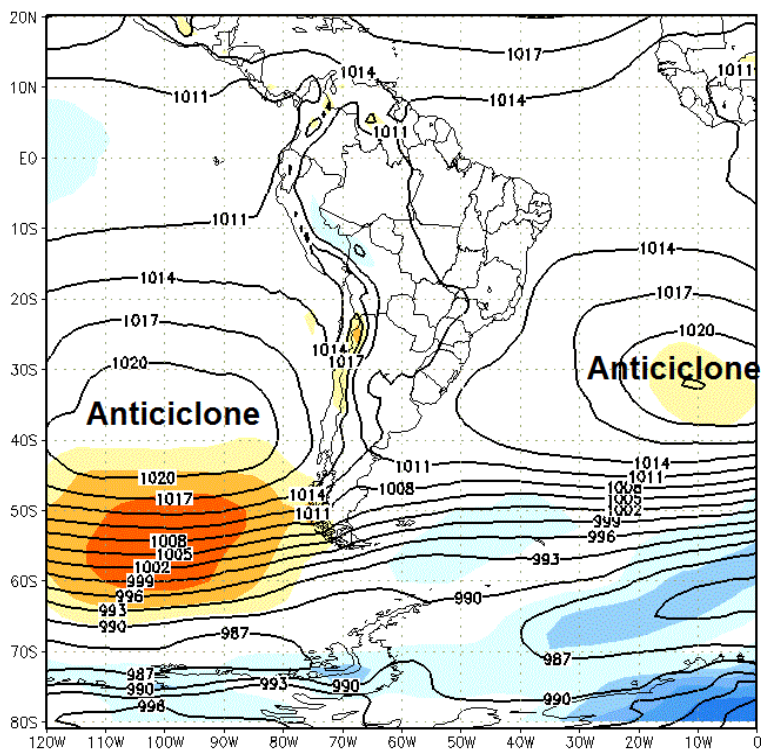 20N
1017
1014
1011
10N
1011
1014
1011
EQ
1011
10S
1014
1014
1017
20S
1017
1020
1014
1017
30S
1020
Anticiclone
Anticiclone
40S
1020
1011
1014
1017
1014
1008
1011
1008
1005
1002
50S
1011
999
1008
996
1005
993
1002
999
60S
996
990
993
990
987
70S
987
987
990
993
990
990
996
80S
120W
110W
100W
90W
80W
70W
60W
50W
40W
30W
20W
10W
0